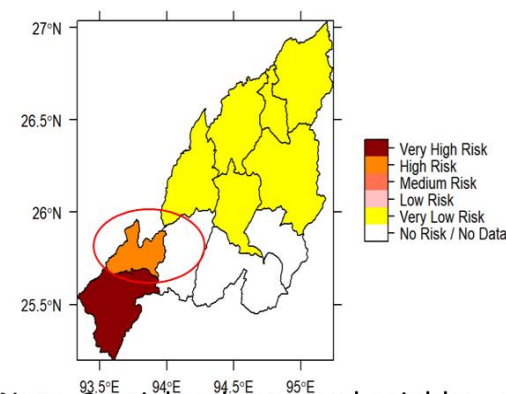 27°N
26.5°N
26°N
25.5°N
93.5°E 94°E 94.5°E 95°E
Very High Risk
High Risk
Medium Risk
Low Risk
Very Low Risk
No Risk / No Data